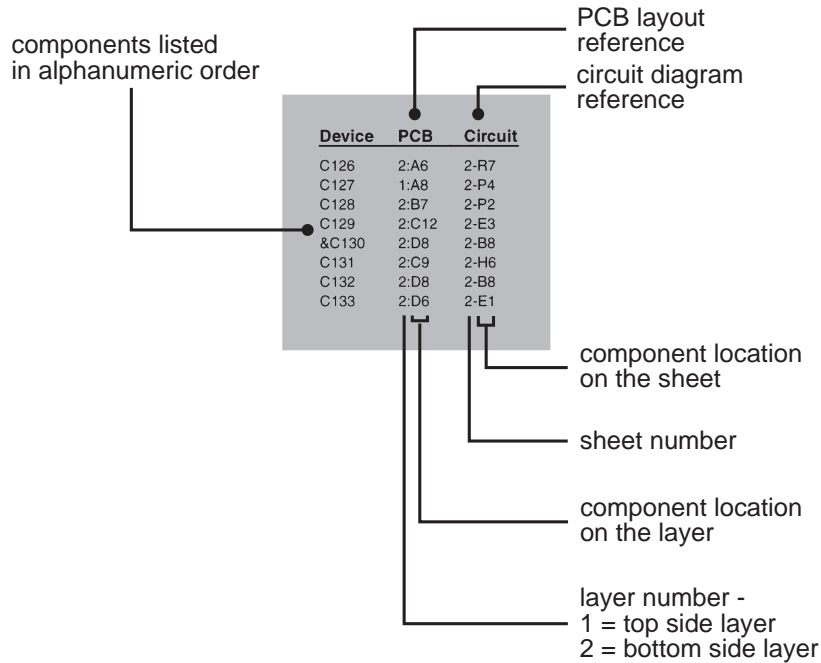 components listed
in alphanumeric order
PCB layout
reference
circuit diagram
reference
Device PCB Circuit
C126 2:A6 2-R7
C127 1:A8 2-P4
C128 2:B7 2-P2
C129 2:C12 2-E3
&C130 2:D8 2-B8
C131 2:C9 2-H6
C132 2:D8 2-B8
C133 2:D6 2-E1
component location
on the sheet
sheet number
component location
on the layer
layer number -
1 = top side layer
2 = bottom side layer